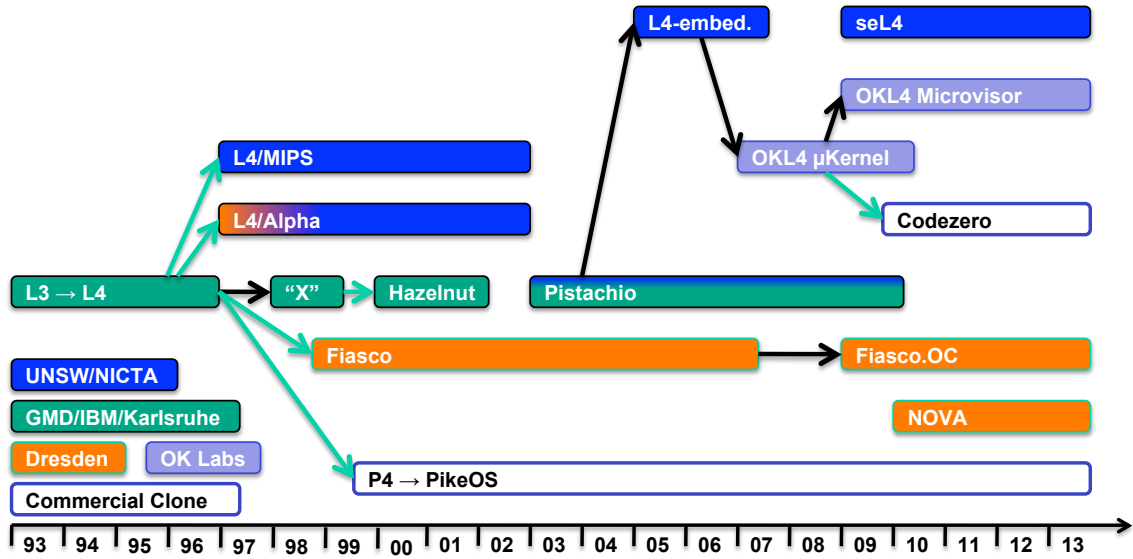 L4-embed.
seL4
OKL4 Microvisor
L4/MIPS
OKL4 µKernel
L4/Alpha
Codezero
L3 → L4
“X”
Hazelnut
Pistachio
Fiasco
Fiasco.OC
UNSW/NICTA
GMD/IBM/Karlsruhe
NOVA
Dresden
OK Labs
P4 → PikeOS
Commercial Clone
93 94 95 96 97 98 99 00 01 02 03 04 05 06 07 08 09 10 11 12 13